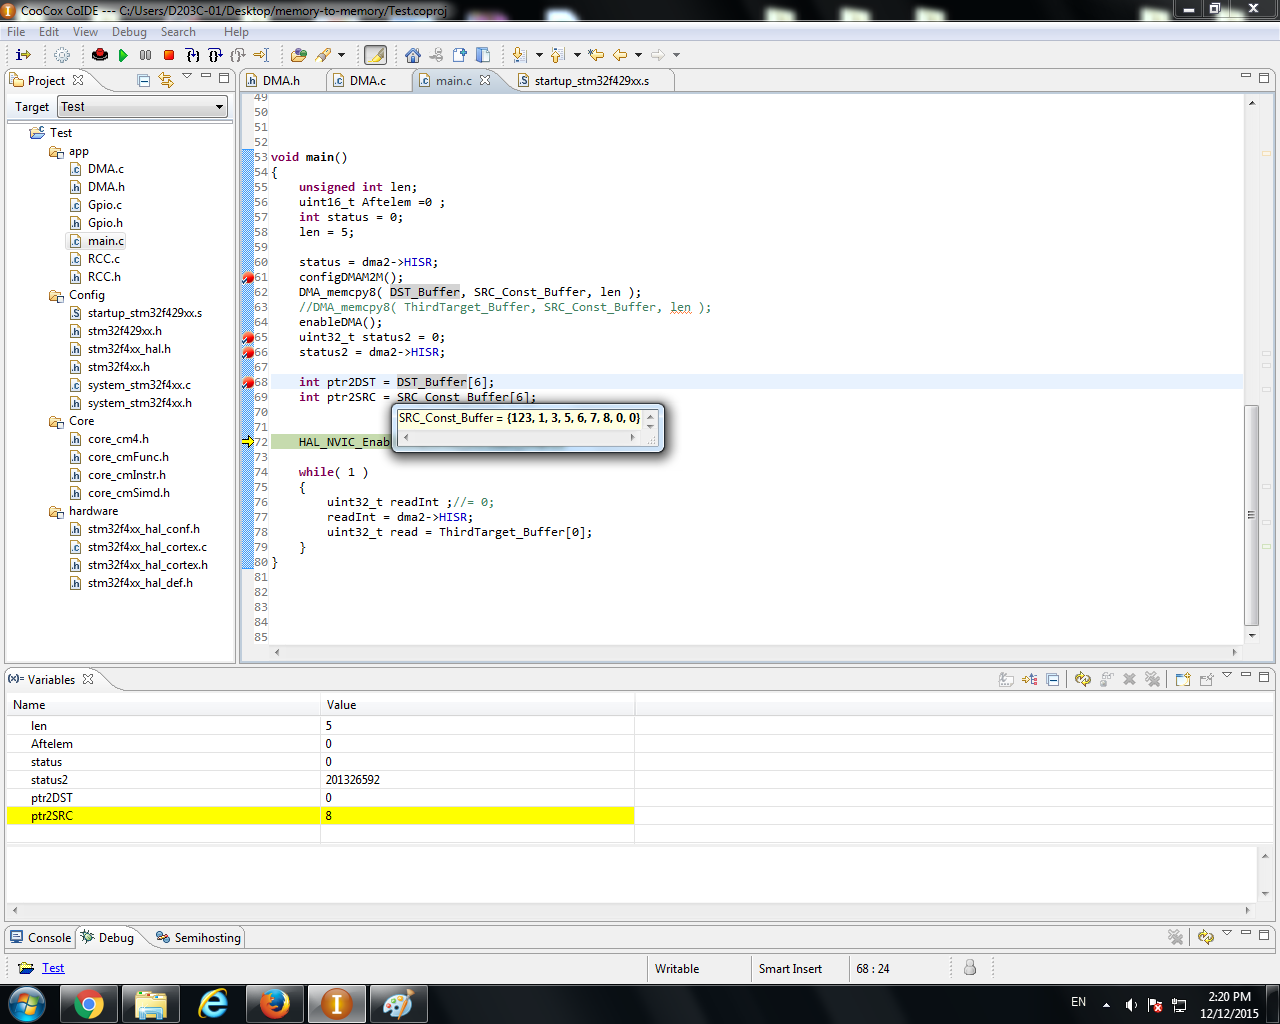 CooCox CoIDE --- C:/Users/D203C-01/Desktop/memory-to-memory/Test.coproj
File Edit View Debug Search Help
Project
Target Test
Test
app
DMA.c
DMA.h
Gpio.c
Gpio.h
main.c
RCC.c
RCC.h
Config
startup_stm32f429xx.s
stm32f429xx.h
stm32f4xx_hal.h
stm32f4xx.h
system_stm32f4xx.c
system_stm32f4xx.h
Core
core_cm4.h
core_cmFunc.h
core_cmInstr.h
core_cmSimd.h
hardware
stm32f4xx_hal_conf.h
stm32f4xx_hal_cortex.c
stm32f4xx_hal_cortex.h
stm32f4xx_hal_def.h
DMA.h DMA.c main.c startup_stm32f429xx.s
49
50
51
52
53 void main()
54 {
55 unsigned int len;
56 uint16_t Aftelem =0 ;
57 int status = 0;
58 len = 5;
59
60 status = dma2->HISR;
61 configDMAM2M();
62 DMA_memcpy8( DST_Buffer, SRC_Const_Buffer, len );
63 //DMA_memcpy8( ThirdTarget_Buffer, SRC_Const_Buffer, len );
64 enableDMA();
65 uint32_t status2 = 0;
66 status2 = dma2->HISR;
67
68 int ptr2DST = DST_Buffer[6];
69 int ptr2SRC = SRC_Const_Buffer[6];
70
SRC_Const_Buffer = {123, 1, 3, 5, 6, 7, 8, 0, 0}
71
72 HAL_NVIC_Enab
73
74 while( 1 )
75 {
76 uint32_t readInt ;//= 0;
77 readInt = dma2->HISR;
78 uint32_t read = ThirdTarget_Buffer[0];
79 }
80 }
81
82
83
84
85
(x)= Variables
Name Value
len 5
Aftelem 0
status 0
status2 201326592
ptr2DST 0
ptr2SRC 8
Console Debug Semihosting
Test Writable Smart Insert 68 : 24
EN 2:20 PM
12/12/2015